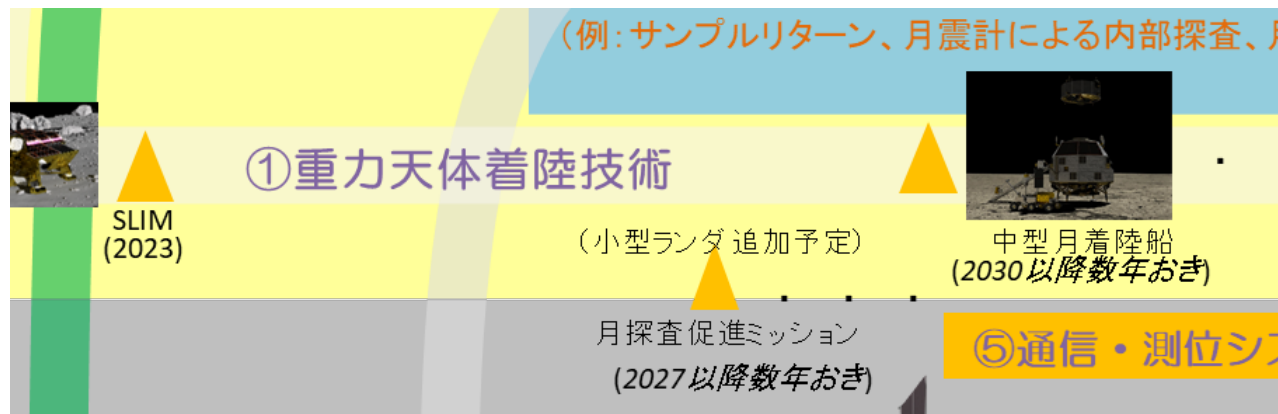 （例：サンプルリターン、月震計による内部探査、
①重力天体着陸技術
SLIM
(2023)
（小型ランダ追加予定）
中型月着陸船
(2030以降数年おき)
月探査促進ミッション
(2027以降数年おき)
⑤通信・測位シ